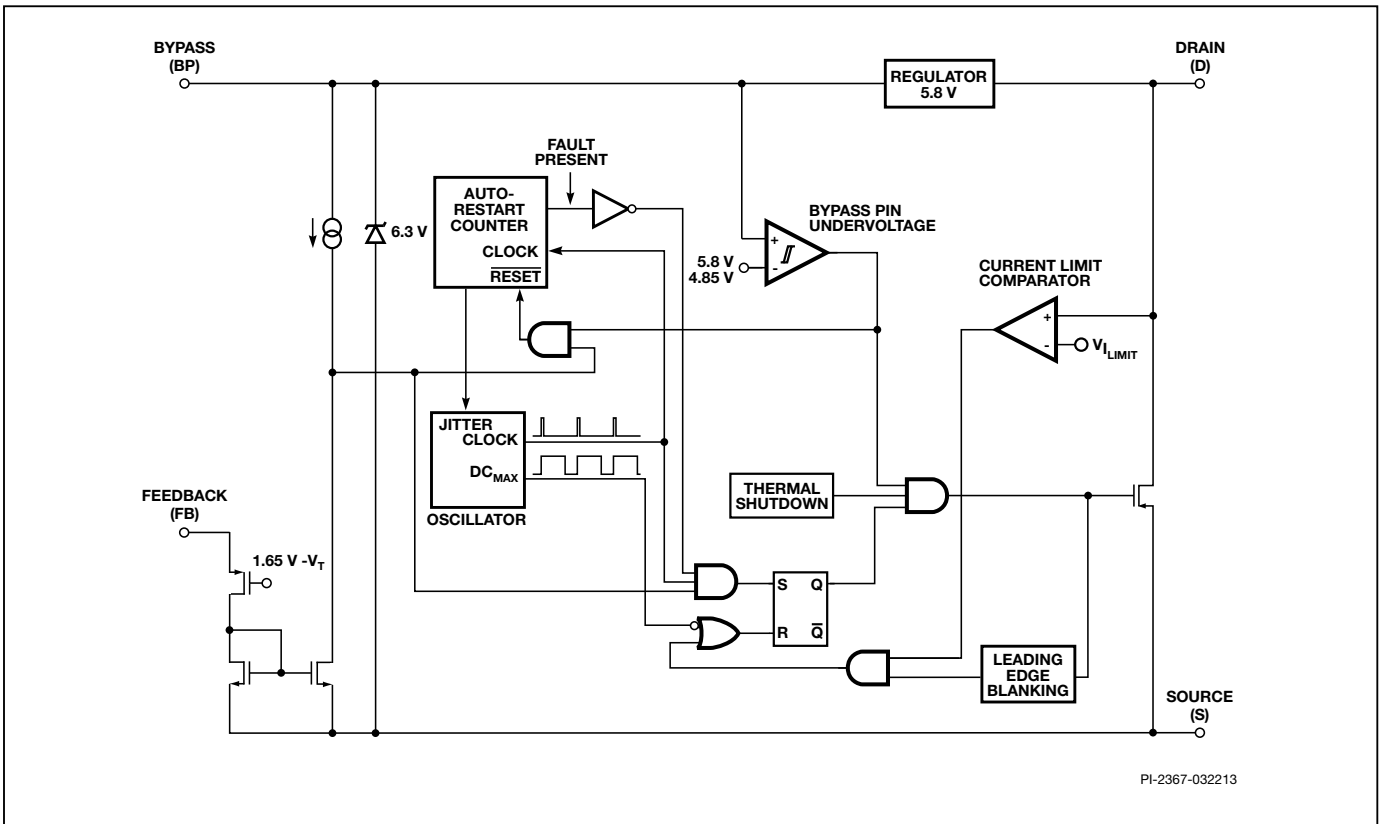 BYPASS
(BP)
DRAIN
(D)
REGULATOR
5.8 V
FAULT
PRESENT
AUTO-
RESTART
COUNTER
CLOCK
RESET
6.3 V
BYPASS PIN
UNDERVOLTAGE
+
-
5.8 V
4.85 V
CURRENT LIMIT
COMPARATOR
+
-
VILIMIT
JITTER
CLOCK
DCMAX
OSCILLATOR
THERMAL
SHUTDOWN
FEEDBACK
(FB)
1.65 V -VT
S Q
R Q
LEADING
EDGE
BLANKING
SOURCE
(S)
PI-2367-032213